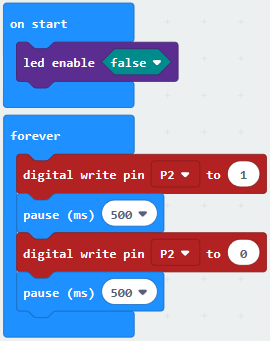 on start
led enable false
forever
digital write pin P2 to 1
pause (ms) 500
digital write pin P2 to 0
pause (ms) 500